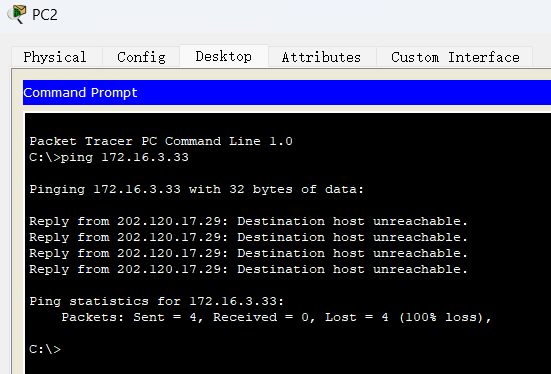 PC2
Physical Config Desktop Attributes Custom Interface
Command Prompt
Packet Tracer PC Command Line 1.0
C:\>ping 172.16.3.33
Pinging 172.16.3.33 with 32 bytes of data:
Reply from 202.120.17.29: Destination host unreachable.
Reply from 202.120.17.29: Destination host unreachable.
Reply from 202.120.17.29: Destination host unreachable.
Reply from 202.120.17.29: Destination host unreachable.
Ping statistics for 172.16.3.33:
Packets: Sent = 4, Received = 0, Lost = 4 (100% loss),
C:\>